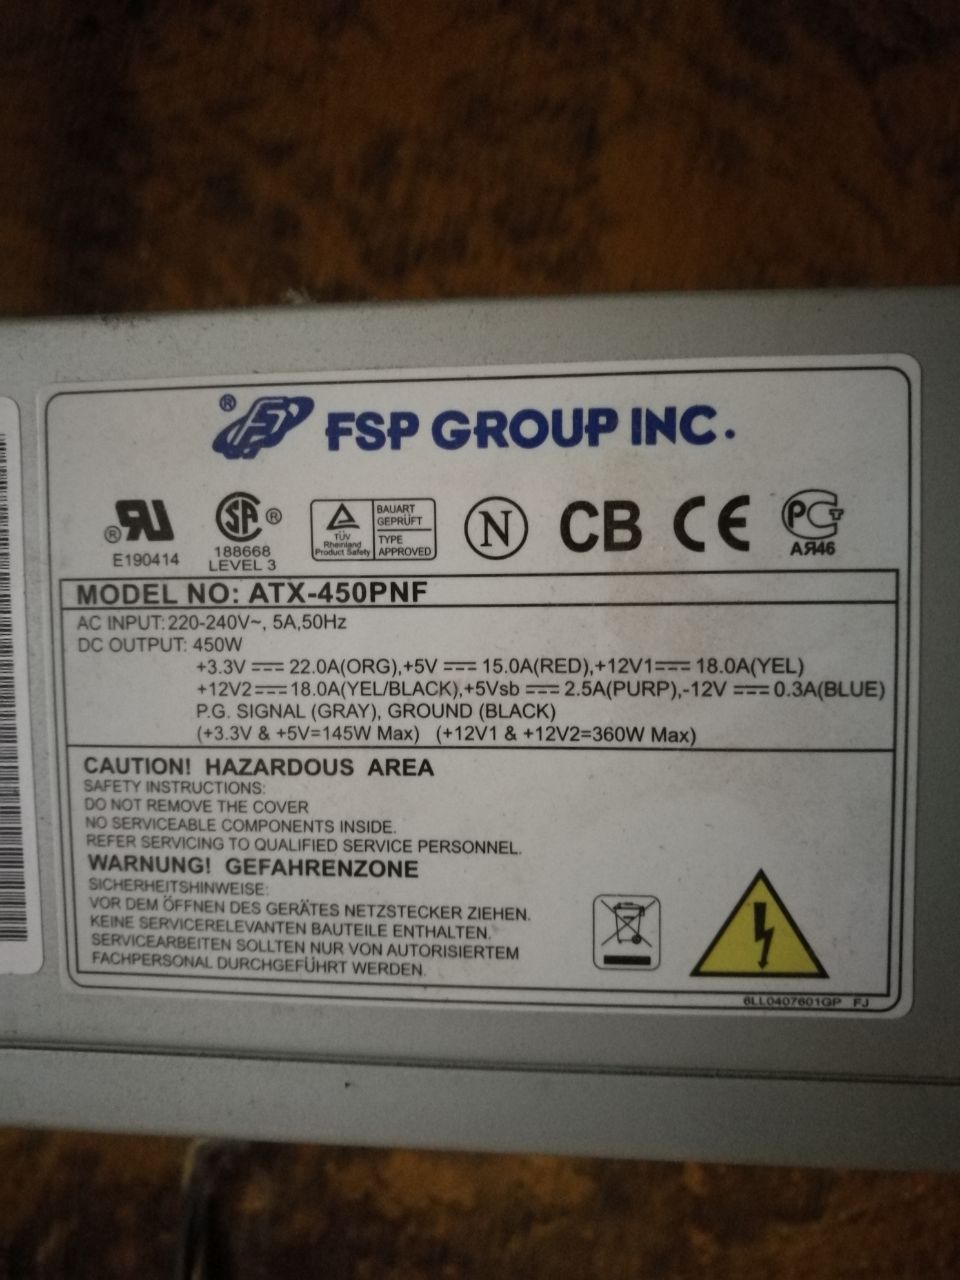 ® FSP GROUP INC.
® RU
E190414
SA ®
188668
LEVEL 3
TÜV
Rheinland
Product Safety
BAUART
GEPRÜFT
TYPE
APPROVED
N
CB
CE
РСТ
АЯ46
MODEL NO: ATX-450PNF
AC INPUT: 220-240V~, 5A,50Hz
DC OUTPUT: 450W
+3.3V ⎓ 22.0A(ORG),+5V ⎓ 15.0A(RED),+12V1⎓ 18.0A(YEL)
+12V2⎓18.0A(YEL/BLACK),+5Vsb ⎓ 2.5A(PURP),-12V ⎓ 0.3A(BLUE)
P.G. SIGNAL (GRAY), GROUND (BLACK)
(+3.3V & +5V=145W Max) (+12V1 & +12V2=360W Max)
CAUTION! HAZARDOUS AREA
SAFETY INSTRUCTIONS:
DO NOT REMOVE THE COVER
NO SERVICEABLE COMPONENTS INSIDE.
REFER SERVICING TO QUALIFIED SERVICE PERSONNEL.
WARNUNG! GEFAHRENZONE
SICHERHEITSHINWEISE:
VOR DEM ÖFFNEN DES GERÄTES NETZSTECKER ZIEHEN.
KEINE SERVICERELEVANTEN BAUTEILE ENTHALTEN.
SERVICEARBEITEN SOLLTEN NUR VON AUTORISIERTEM
FACHPERSONAL DURCHGEFÜHRT WERDEN.
6LL0407601GP FJ